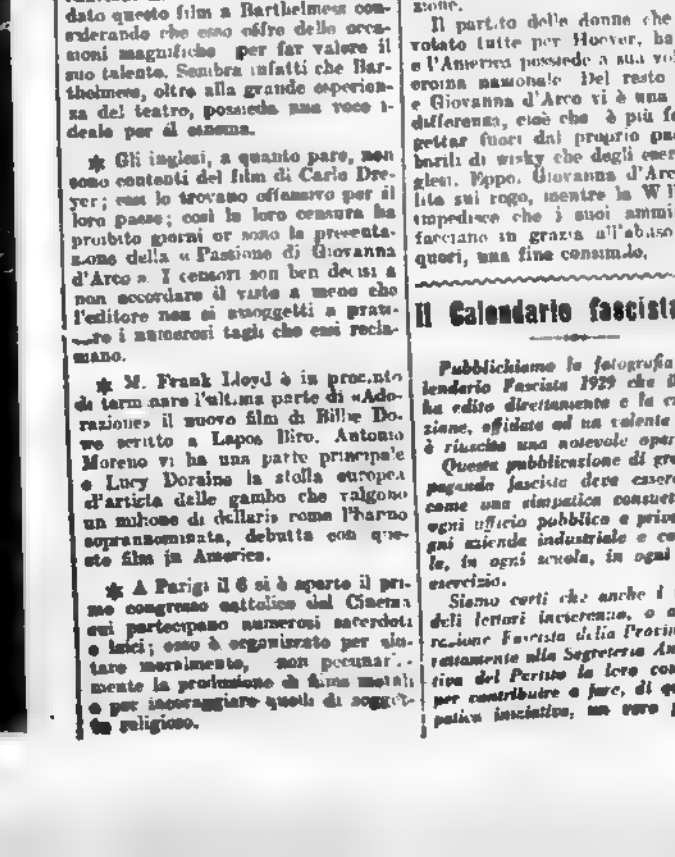 dato questo film a Barthelmess con-
siderando che esso offre delle occa-
sioni magnifiche per far valere il
suo talento. Sembra infatti che Bar-
thelmess, oltre alla grande esperien-
za del teatro, possieda una voce i-
deale per il cinema.
✱ Gli inglesi, a quanto pare, non
sono contenti del film di Carlo Dre-
yer; essi lo trovano offensivo per il
loro paese; così la loro censura ha
proibito giorni or sono la presenta-
zione della « Passione di Giovanna
d'Arco ». I censori son ben decisi a
non accordare il visto a meno che
l'editore non si assoggetti a prati-
care i numerosi tagli che essi recla-
mano.
✱ M. Frank Lloyd è in procinto
di terminare l'ultima parte di «Ado-
razione» il nuovo film di Billie Do-
ve scritto a Lapos Biro. Antonio
Moreno vi ha una parte principale
e Lucy Doraine la stella europea
d'artista delle gambe che valgono
un milione di dollari» come l'hanno
soprannominata, debutta con que-
sto film in America.
✱ A Parigi il 6 si è aperto il pri-
mo congresso cattolico del Cinema
cui partecipano numerosi sacerdoti
e laici; esso è organizzato per aiu-
tare moralmente, non pecunar..
mente la produzione di films morali
e per incoraggiare quelli di sogget-
to religioso.
zione.
Il partito delle donne che
votato tutte per Hoover, ha
e l'America possiede a sua vol
eroina nazionale Del resto
e Giovanna d'Arco vi è una
differenza, cioè che è più fa
gettar fuori dal proprio pae
barili di wisky che degli eser
glesi. Eppo. Giovanna d'Arc
lita sul rogo, mentre la W
impedisce che i suoi ammi
facciano in grazia all'abuso
quori, una fine consimile.
Il Calendario fascista
Pubblichiamo la fotografia
lendario Fascista 1929 che il
ha edito direttamente e la c
zione, affidata ad un valente
è riuscita una notevole oper
Questa pubblicazione di pro
paganda fascista deve essere
come una simpatica consuet
ogni ufficio pubblico e priva
gni azienda industriale e co
la, in ogni scuola, in ogni
esercizio.
Siamo certi che anche i
deli lettori invieranno, o a
razione Fascista della Provin
rettamente alla Segreteria Am
tiva del Partito la loro com
per contribuire a fare, di qu
patica iniziativa, un vero